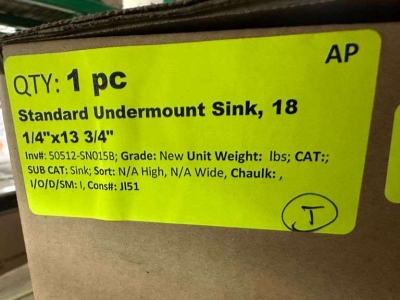 AP
QTY: 1 pc
Standard Undermount Sink, 18
1/4"x13 3/4"
Inv#: 50512-SN015B; Grade: New Unit Weight: lbs; CAT:;
SUB CAT: Sink; Sort: N/A High, N/A Wide, Chaulk: ,
I/O/D/SM: I, Cons#: JI51
T